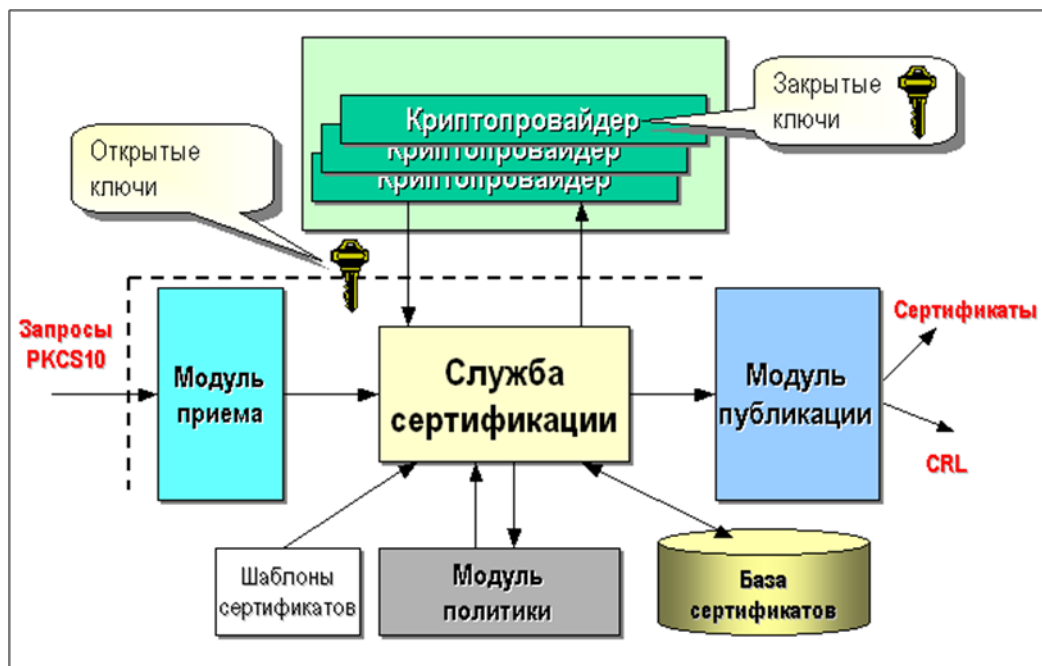 Криптопровайдер
Криптопровайдер
Криптопровайдер
Закрытые
ключи
Открытые
ключи
Запросы
PKCS10
Модуль
приема
Служба
сертификации
Модуль
публикации
Сертификаты
CRL
Шаблоны
сертификатов
Модуль
политики
База
сертификатов